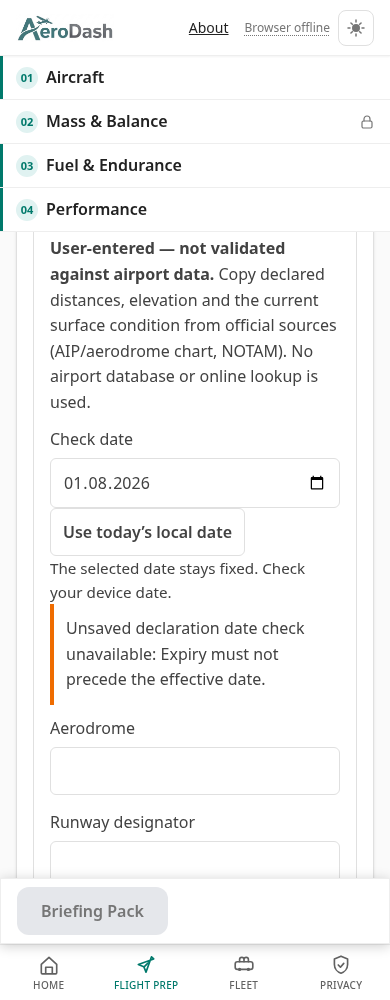 AeroDash
About
Browser offline
01 Aircraft
02 Mass & Balance
03 Fuel & Endurance
04 Performance
User-entered — not validated
against airport data. Copy declared
distances, elevation and the current
surface condition from official sources
(AIP/aerodrome chart, NOTAM). No
airport database or online lookup is
used.
Check date
01.08.2026
Use today’s local date
The selected date stays fixed. Check
your device date.
Unsaved declaration date check
unavailable: Expiry must not
precede the effective date.
Aerodrome
Runway designator
Briefing Pack
HOME
FLIGHT PREP
FLEET
PRIVACY